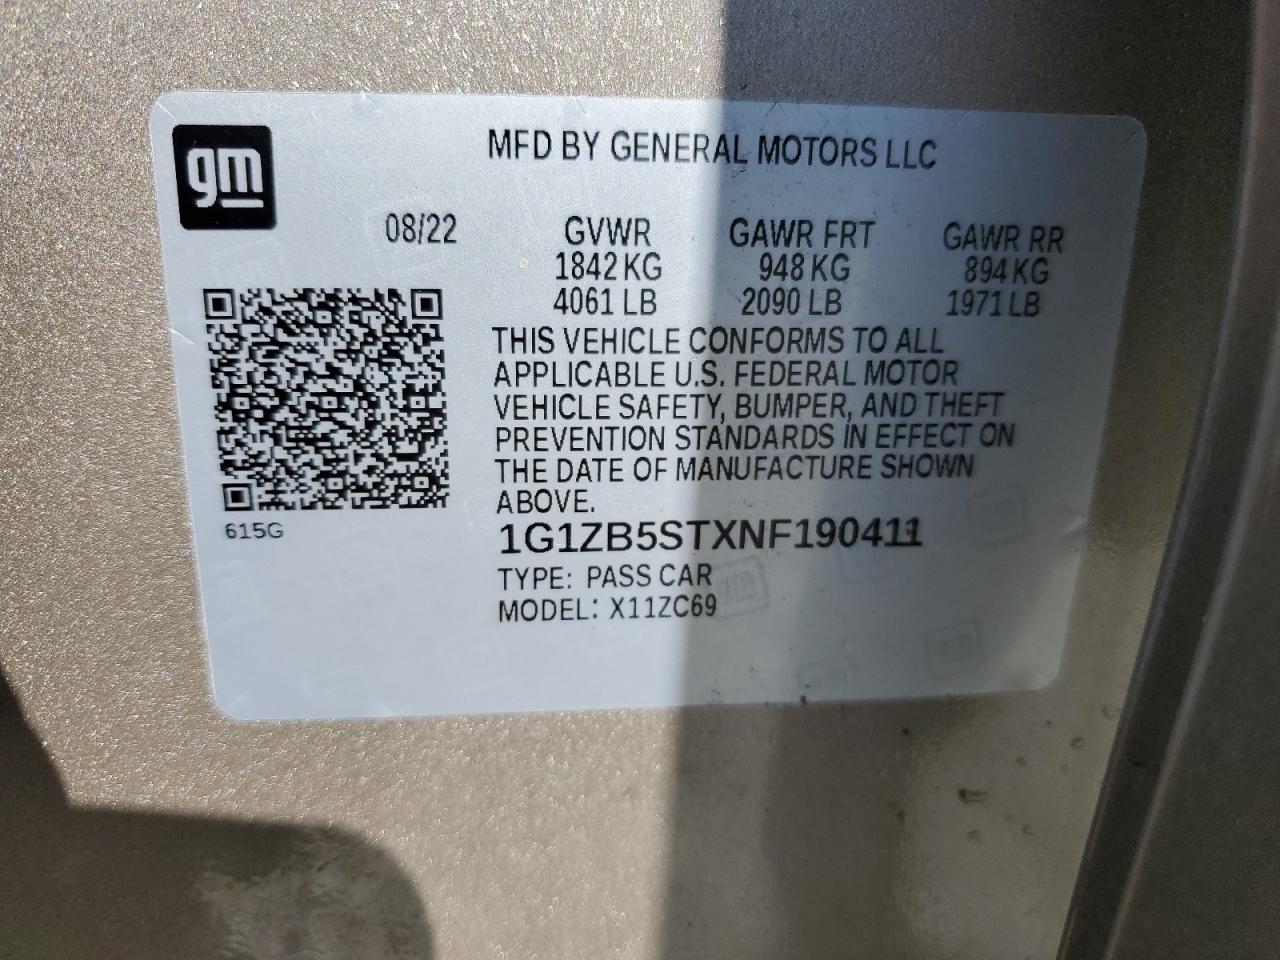 gm
MFD BY GENERAL MOTORS LLC
08/22 GVWR GAWR FRT GAWR RR
1842 KG 948 KG 894 KG
4061 LB 2090 LB 1971 LB
THIS VEHICLE CONFORMS TO ALL
APPLICABLE U.S. FEDERAL MOTOR
VEHICLE SAFETY, BUMPER, AND THEFT
PREVENTION STANDARDS IN EFFECT ON
THE DATE OF MANUFACTURE SHOWN
ABOVE.
615G
1G1ZB5STXNF190411
TYPE: PASS CAR
MODEL: X11ZC69